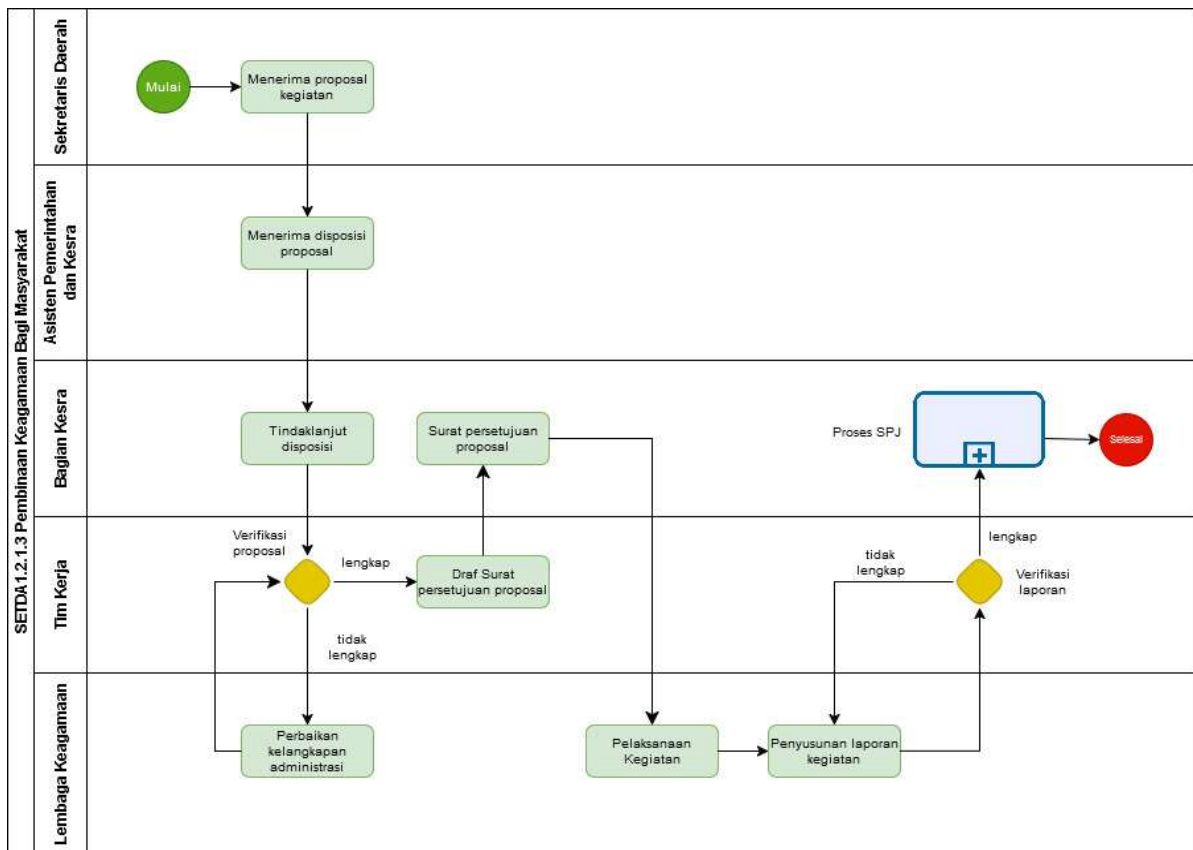 SETDA 1.2.1.3 Pembinaan Keagamaan Bagi Masyarakat
Sekretaris Daerah
Mulai
Menerima proposal
kegiatan
Asisten Pemerintahan
dan Kesra
Menerima disposisi
proposal
Bagian Kesra
Tindaklanjut
disposisi
Surat persetujuan
proposal
Proses SPJ
Selesai
Tim Kerja
Verifikasi
proposal
lengkap
Draf Surat
persetujuan proposal
tidak
lengkap
tidak
lengkap
lengkap
Verifikasi
laporan
Lembaga Keagamaan
Perbaikan
kelangkapan
administrasi
Pelaksanaan
Kegiatan
Penyusunan laporan
kegiatan